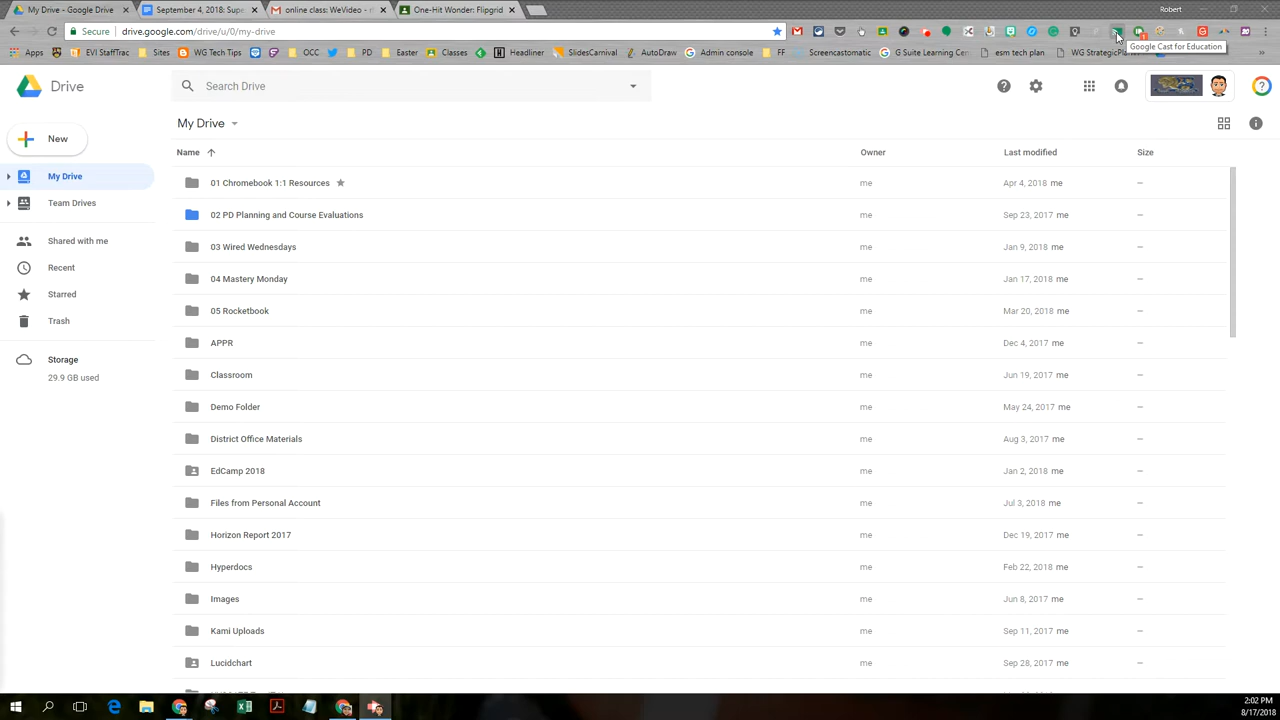 My Drive - Google Drive
September 4, 2018: Supe
online class: WeVideo - r
One-Hit Wonder: Flipgrid
Robert
Secure
drive.google.com/drive/u/0/my-drive
Apps
EVI StaffTrac
Sites
WG Tech Tips
OCC
PD
Easter
Classes
Headliner
SlidesCarnival
AutoDraw
Admin console
FF
Screencastomatic
G Suite Learning Cen
esm tech plan
WG StrategicPl
Google Cast for Education
Drive
Search Drive
New
My Drive
Team Drives
Shared with me
Recent
Starred
Trash
Storage
29.9 GB used
My Drive
Name Owner Last modified Size
01 Chromebook 1:1 Resources me Apr 4, 2018 me –
02 PD Planning and Course Evaluations me Sep 23, 2017 me –
03 Wired Wednesdays me Jan 9, 2018 me –
04 Mastery Monday me Jan 17, 2018 me –
05 Rocketbook me Mar 20, 2018 me –
APPR me Dec 4, 2017 me –
Classroom me Jun 19, 2017 me –
Demo Folder me May 24, 2017 me –
District Office Materials me Aug 3, 2017 me –
EdCamp 2018 me Jan 2, 2018 me –
Files from Personal Account me Jul 3, 2018 me –
Horizon Report 2017 me Dec 19, 2017 me –
Hyperdocs me Feb 22, 2018 me –
Images me Jun 8, 2017 me –
Kami Uploads me Sep 11, 2017 me –
Lucidchart me Sep 28, 2017 me –
2:02 PM
8/17/2018